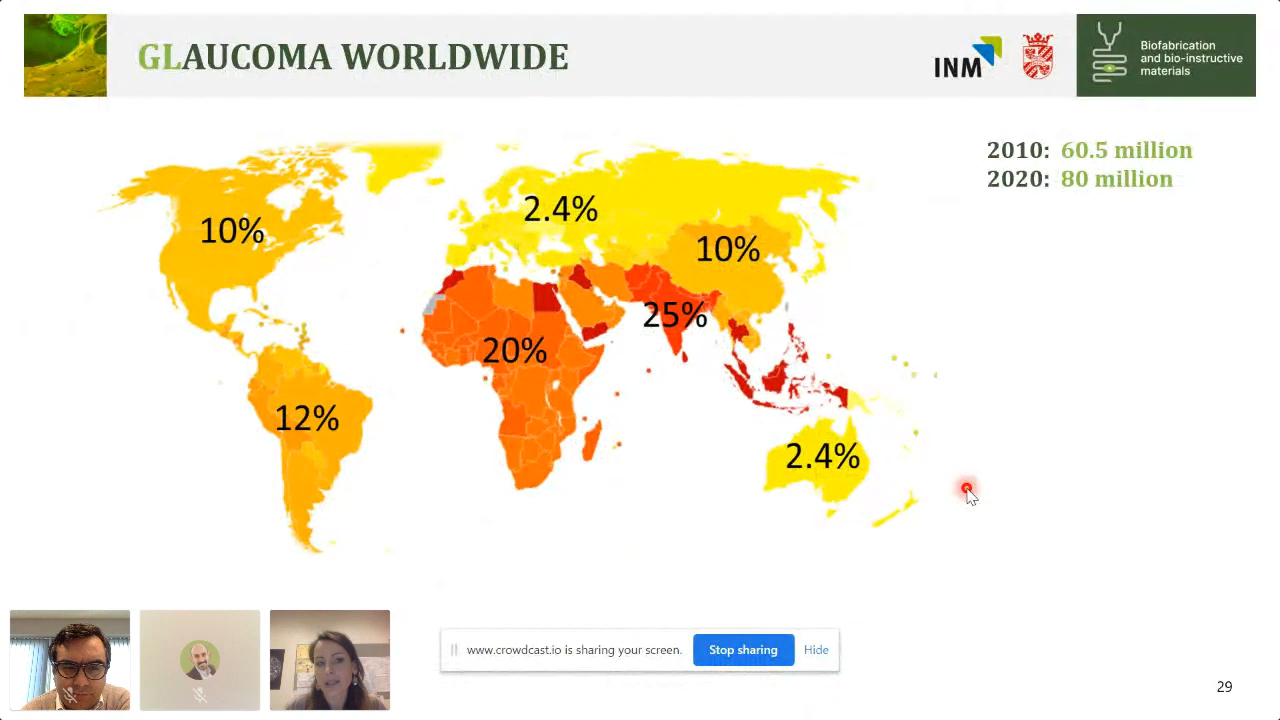 GLAUCOMA WORLDWIDE
INM
Biofabrication
and bio-instructive
materials
2010: 60.5 million
2020: 80 million
10%
2.4%
10%
25%
20%
12%
2.4%
www.crowdcast.io is sharing your screen.
Stop sharing
Hide
29